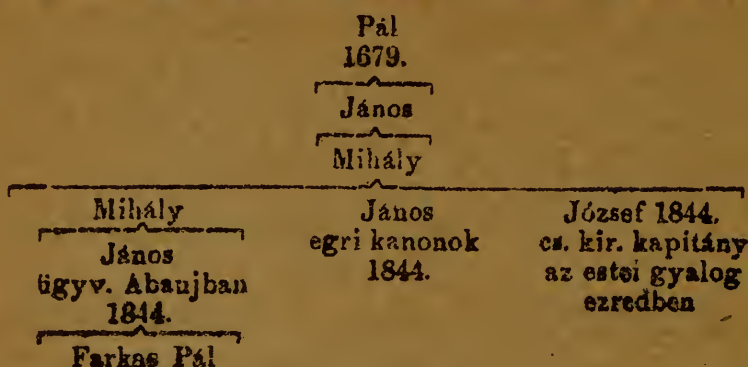 Pál
1679.
János
Mihály
Mihály
János
ügyv. Abaujban
1844.
Farkas Pál
János
egri kanonok
1844.
József 1844.
cs. kir. kapitány
az estei gyalog
ezredben